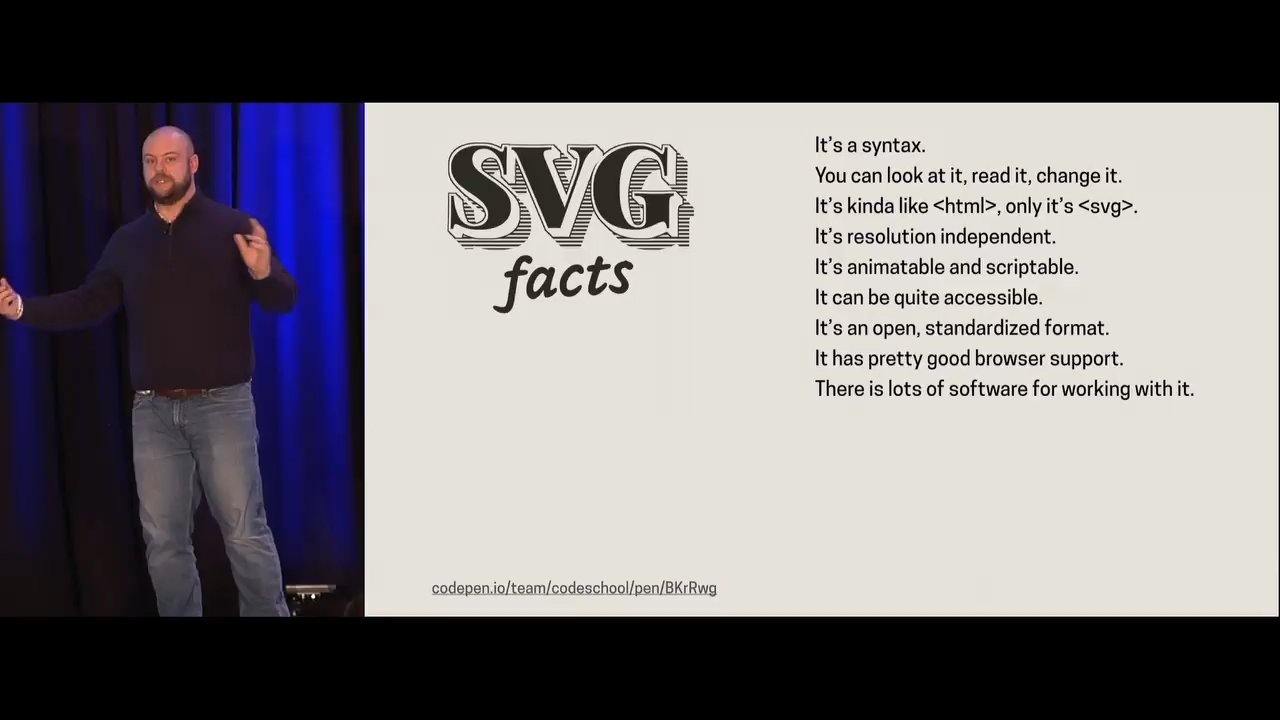 SVG
facts
It's a syntax.
You can look at it, read it, change it.
It's kinda like <html>, only it's <svg>.
It's resolution independent.
It's animatable and scriptable.
It can be quite accessible.
It's an open, standardized format.
It has pretty good browser support.
There is lots of software for working with it.
codepen.io/team/codeschool/pen/BKrRwg